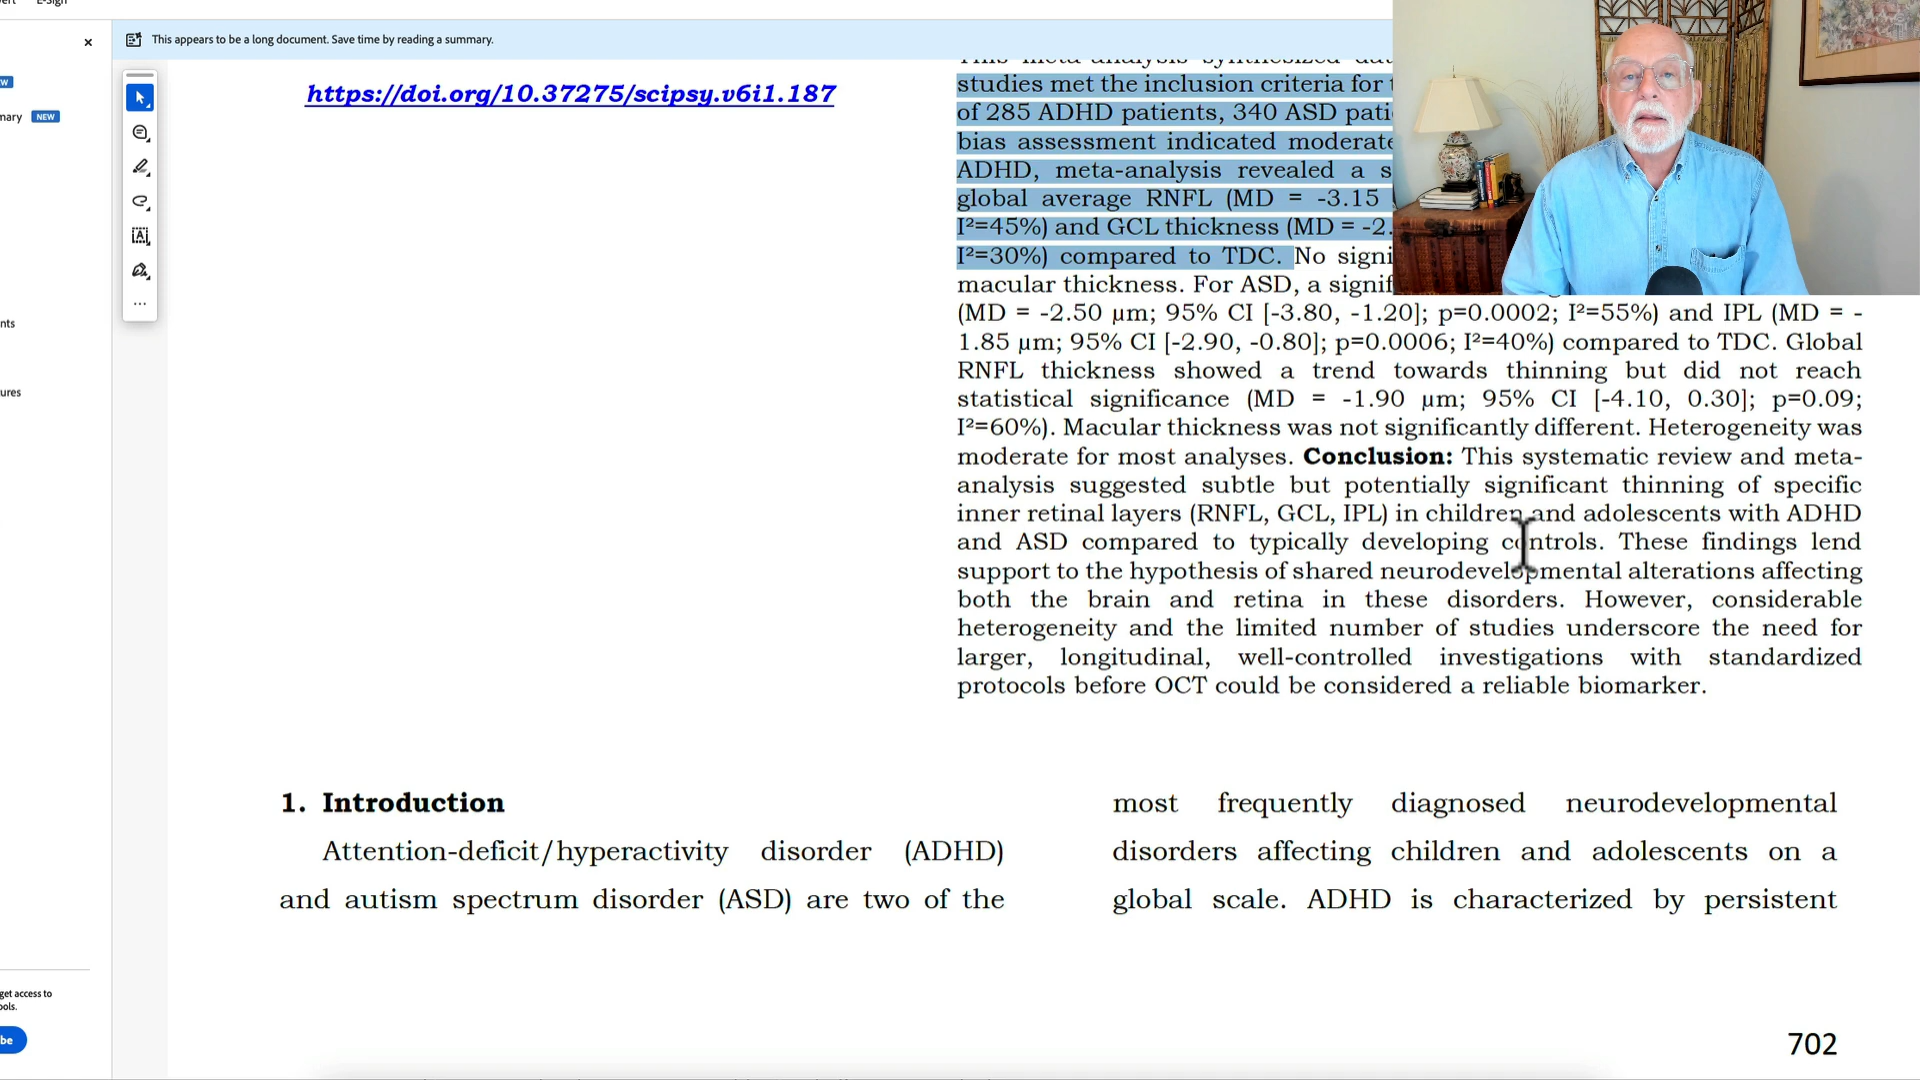 This appears to be a long document. Save time by reading a summary.
mary NEW
nts
ures
get access to
https://doi.org/10.37275/scipsy.v6i1.187
studies met the inclusion criteria for
of 285 ADHD patients, 340 ASD
bias assessment indicated moderate
ADHD, meta-analysis revealed a s
global average RNFL (MD = -3.15
I²=45%) and GCL thickness (MD = -2.
I²=30%) compared to TDC. No signi
macular thickness. For ASD, a signif
(MD = -2.50 µm; 95% CI [-3.80, -1.20]; p=0.0002; I²=55%) and IPL (MD = -
1.85 µm; 95% CI [-2.90, -0.80]; p=0.0006; I²=40%) compared to TDC. Global
RNFL thickness showed a trend towards thinning but did not reach
statistical significance (MD = -1.90 µm; 95% CI [-4.10, 0.30]; p=0.09;
I²=60%). Macular thickness was not significantly different. Heterogeneity was
moderate for most analyses. Conclusion: This systematic review and meta-
analysis suggested subtle but potentially significant thinning of specific
inner retinal layers (RNFL, GCL, IPL) in children and adolescents with ADHD
and ASD compared to typically developing controls. These findings lend
support to the hypothesis of shared neurodevelopmental alterations affecting
both the brain and retina in these disorders. However, considerable
heterogeneity and the limited number of studies underscore the need for
larger, longitudinal, well-controlled investigations with standardized
protocols before OCT could be considered a reliable biomarker.
1. Introduction
Attention-deficit/hyperactivity disorder (ADHD)
and autism spectrum disorder (ASD) are two of the
most frequently diagnosed neurodevelopmental
disorders affecting children and adolescents on a
global scale. ADHD is characterized by persistent
702